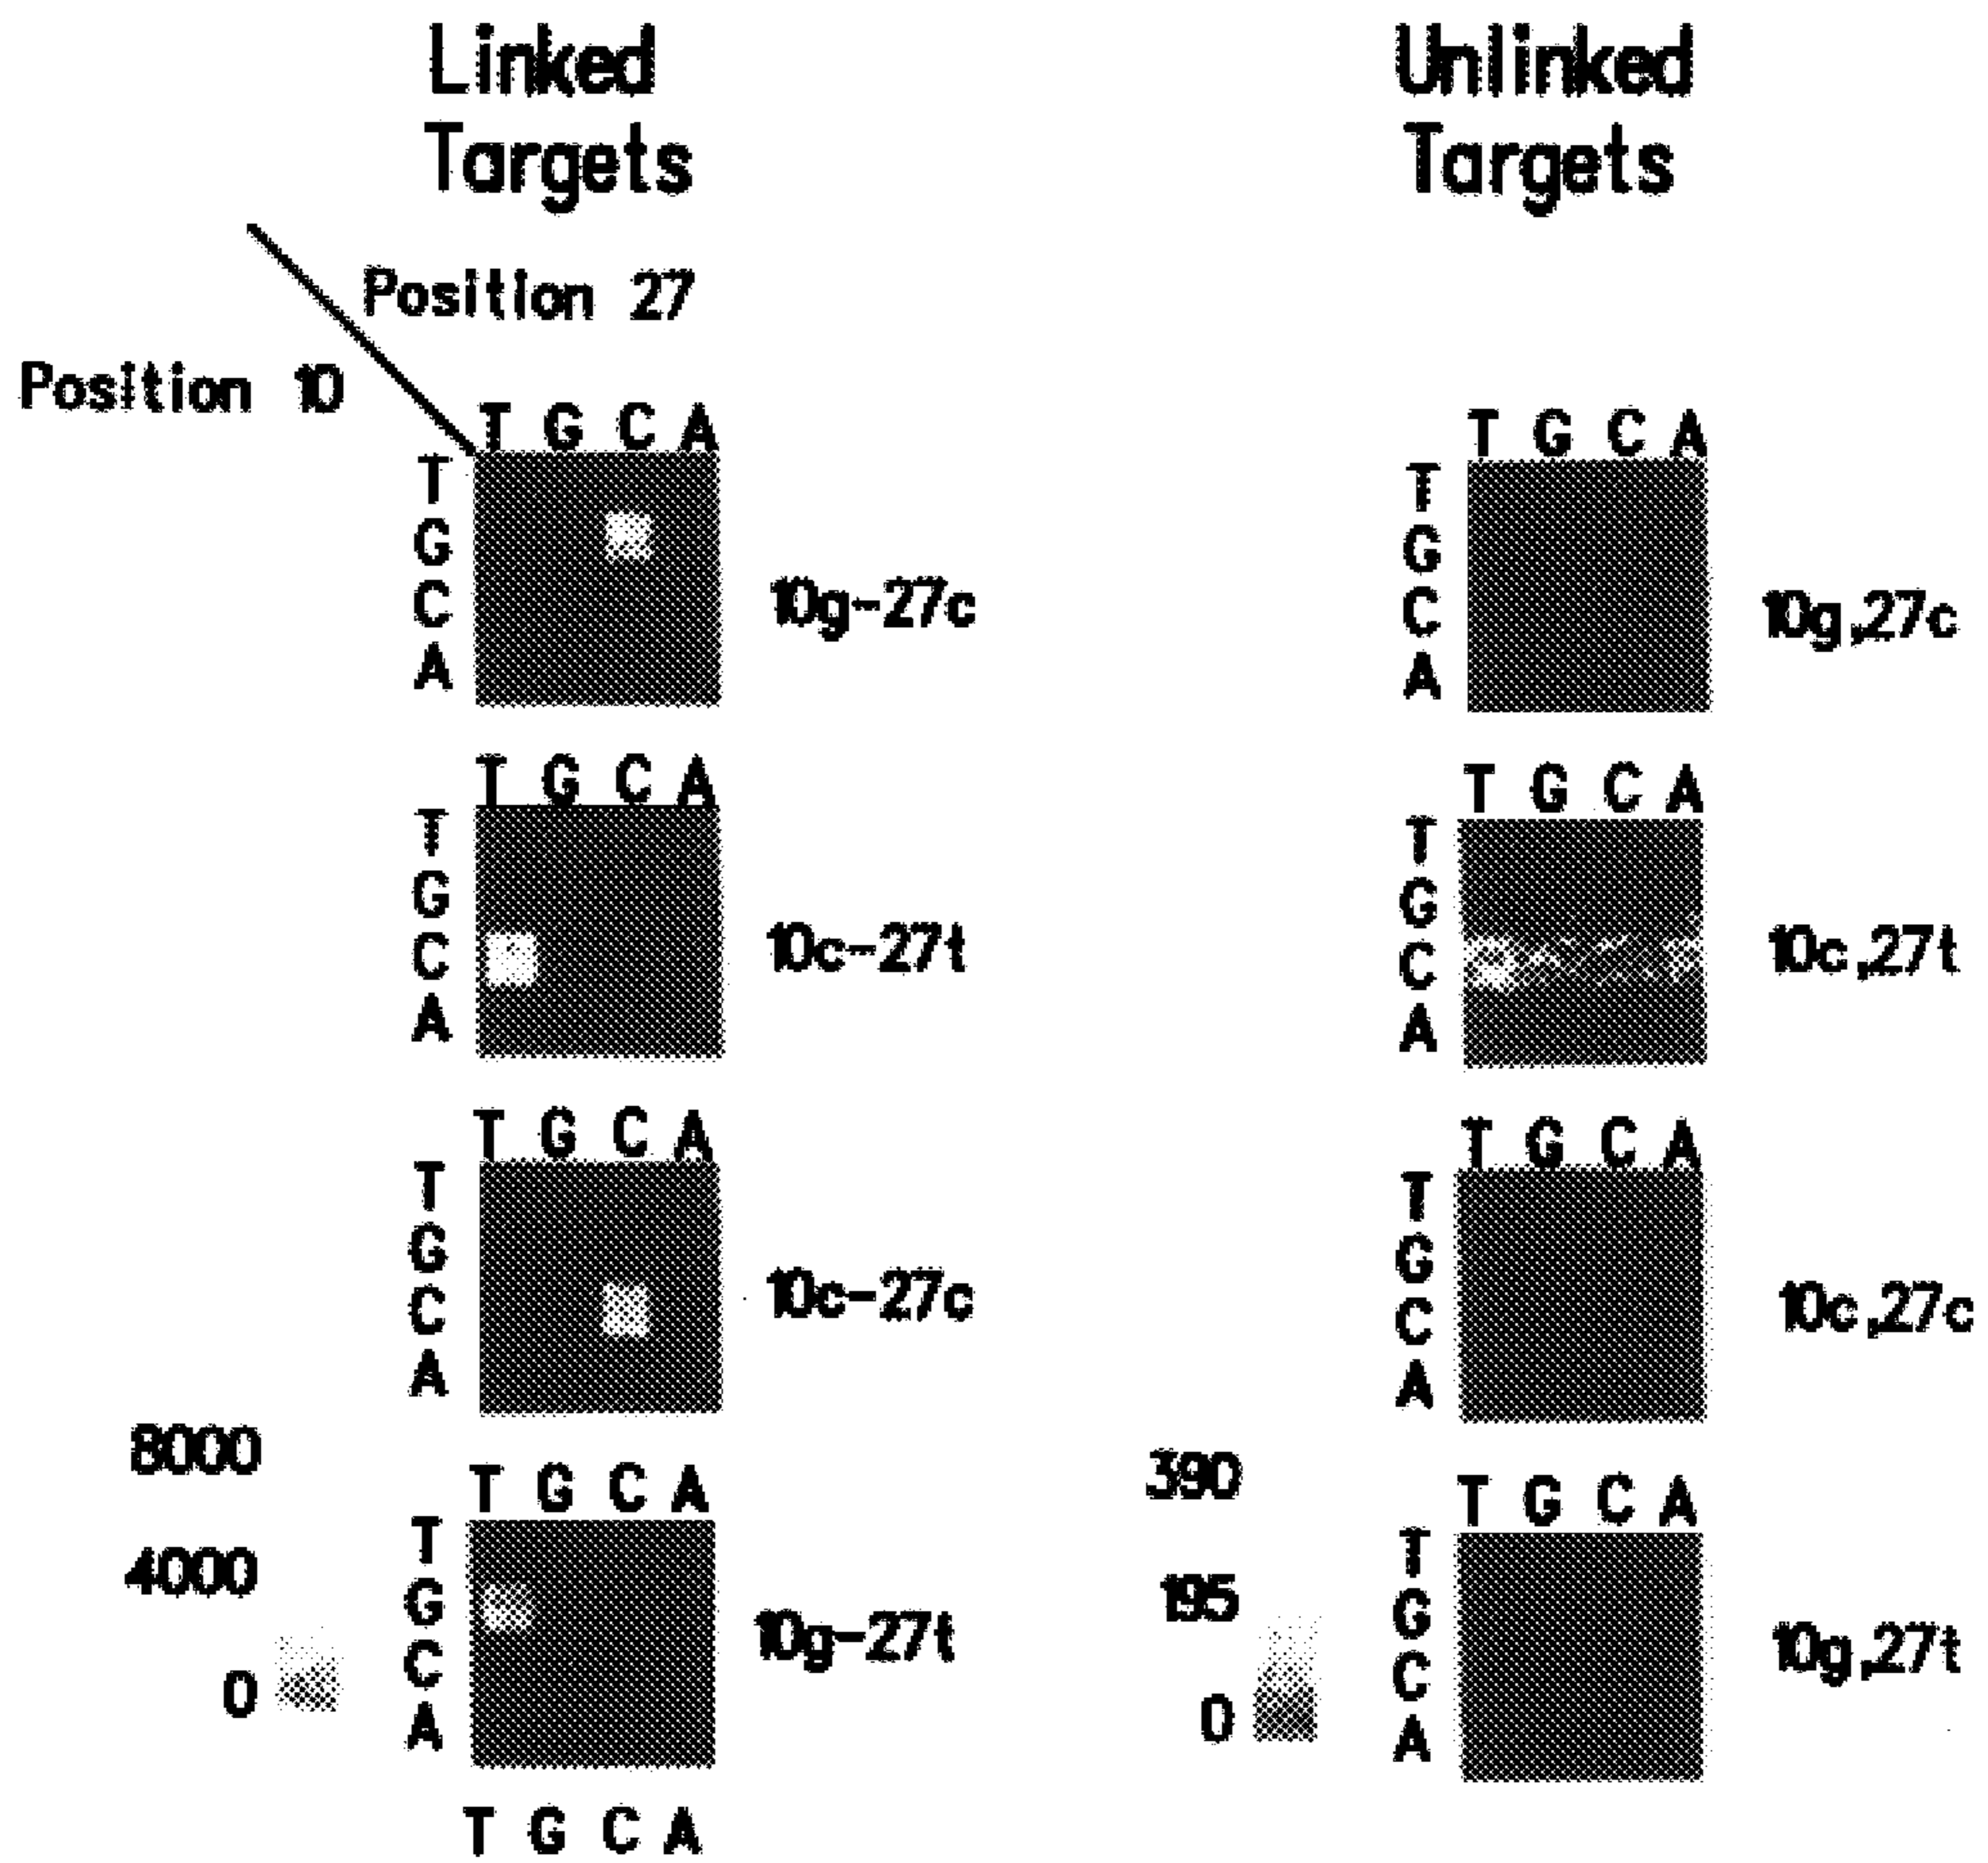 Linked
Targets
Unlinked
Targets
Position 27
Position 10
T G C A
T
G
C
A
10g-27c
T G C A
T
G
C
A
10g,27c
T G C A
T
G
C
A
10c-27t
T G C A
T
G
C
A
10c,27t
T G C A
T
G
C
A
10c-27c
T G C A
T
G
C
A
10c,27c
8000
4000
0
T G C A
T
G
C
A
10g-27t
T G C A
390
195
0
T G C A
T
G
C
A
10g,27t